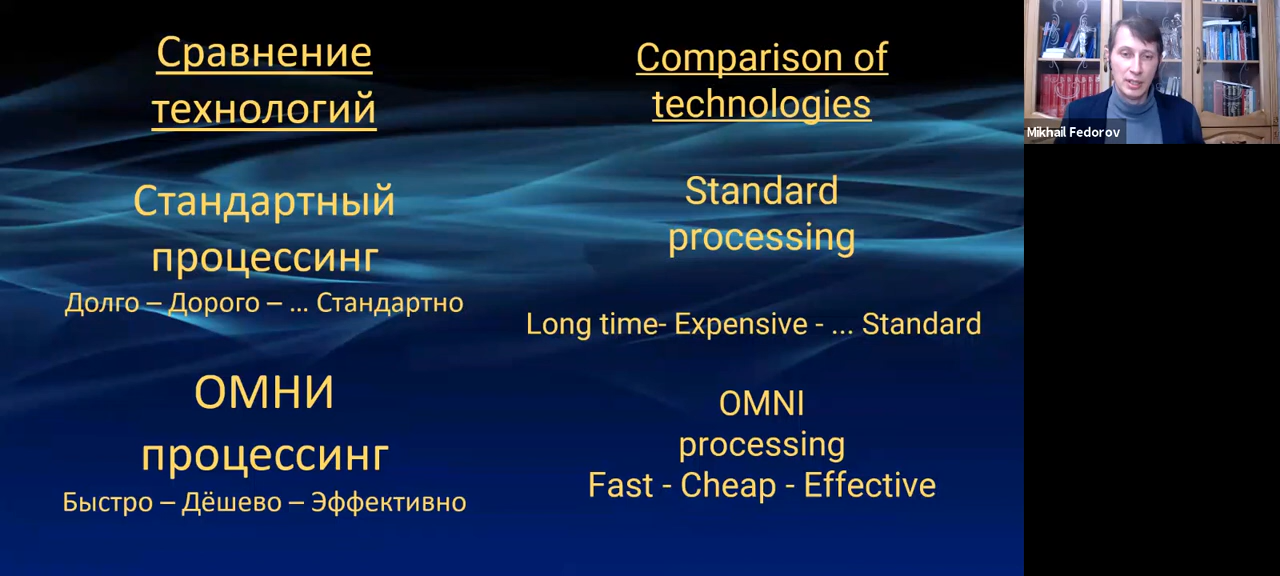 Сравнение
технологий
Стандартный
процессинг
Долго – Дорого – ... Стандартно
ОМНИ
процессинг
Быстро – Дёшево – Эффективно
Comparison of
technologies
Standard
processing
Long time- Expensive - ... Standard
OMNI
processing
Fast - Cheap - Effective
Mikhail Fedorov